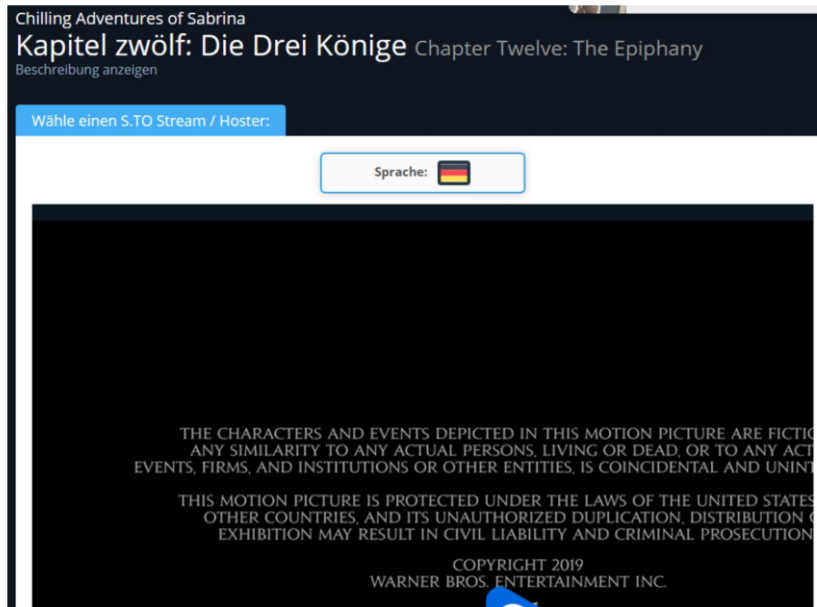 Chilling Adventures of Sabrina
Kapitel zwölf: Die Drei Könige Chapter Twelve: The Epiphany
Beschreibung anzeigen
Wähle einen S.TO Stream / Hoster:
Sprache:
THE CHARACTERS AND EVENTS DEPICTED IN THIS MOTION PICTURE ARE
ANY SIMILARITY TO ANY ACTUAL PERSONS, LIVING OR DEAD, OR TO ANY
EVENTS, FIRMS, AND INSTITUTIONS OR OTHER ENTITIES, IS COINCIDENTAL AND
THIS MOTION PICTURE IS PROTECTED UNDER THE LAWS OF THE UNITED STATES
OTHER COUNTRIES, AND ITS UNAUTHORIZED DUPLICATION, DISTRIBUTION
EXHIBITION MAY RESULT IN CIVIL LIABILITY AND CRIMINAL PROSECUTION
COPYRIGHT 2019
WARNER BROS. ENTERTAINMENT INC.